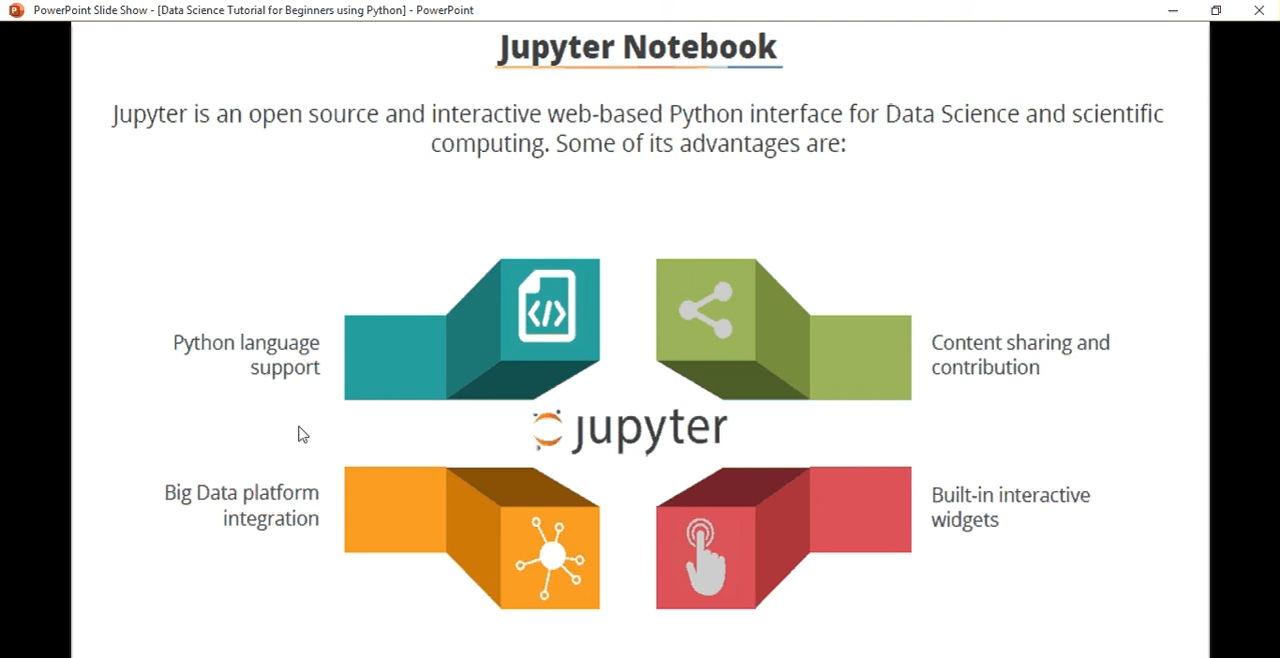 PowerPoint Slide Show - [Data Science Tutorial for Beginners using Python] - PowerPoint
Jupyter Notebook
Jupyter is an open source and interactive web-based Python interface for Data Science and scientific
computing. Some of its advantages are:
Python language
support
Content sharing and
contribution
jupyter
Big Data platform
integration
Built-in interactive
widgets